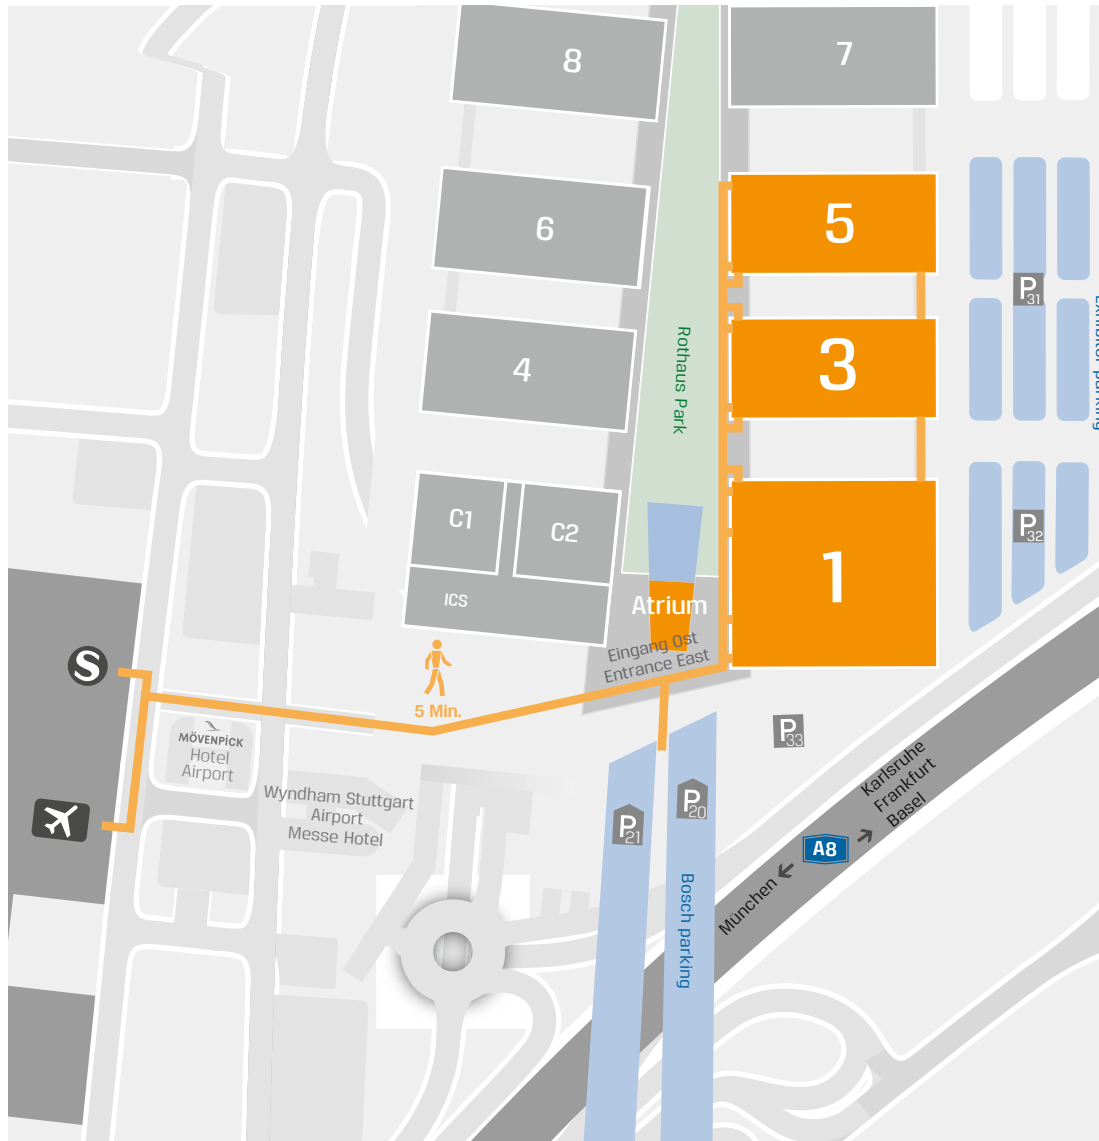 8
7
6
5
P31
Exhibitor parking
4
Rothaus Park
3
C1
C2
P32
ICS
Atrium
1
Eingang Ost
Entrance East
S
5 Min.
MÖVENPICK
Hotel
Airport
P33
Wyndham Stuttgart
Airport
Messe Hotel
P21
P20
Karlsruhe
Frankfurt
Basel
A8
München
Bosch parking